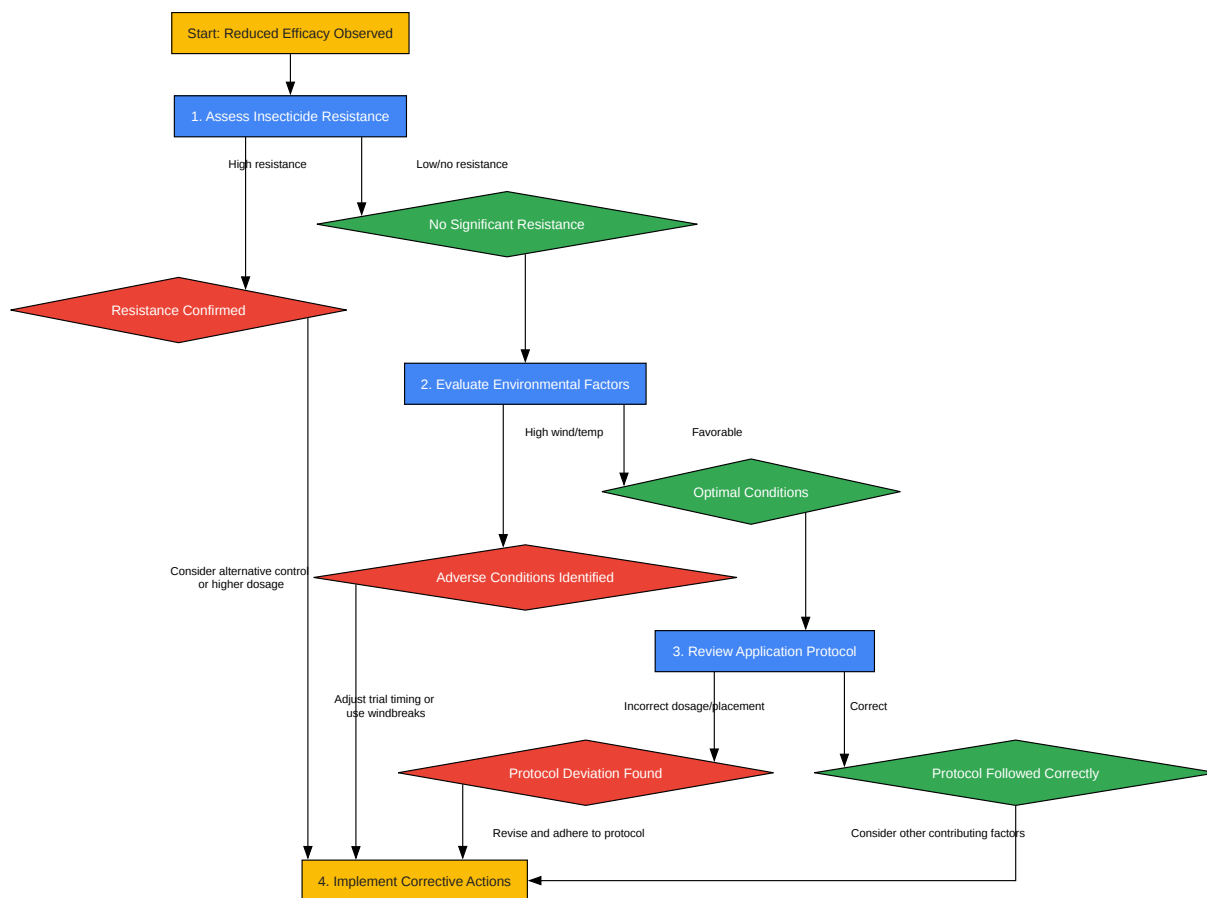 Start: Reduced Efficacy Observed
1. Assess Insecticide Resistance
High resistance
Low/no resistance
No Significant Resistance
Resistance Confirmed
2. Evaluate Environmental Factors
High wind/temp
Favorable
Optimal Conditions
Consider alternative control
or higher dosage
Adverse Conditions Identified
3. Review Application Protocol
Adjust trial timing or
use windbreaks
Incorrect dosage/placement
Correct
Protocol Deviation Found
Protocol Followed Correctly
Revise and adhere to protocol
Consider other contributing factors
4. Implement Corrective Actions